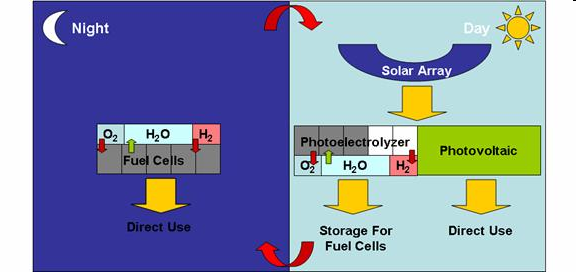 Night
Day
Solar Array
O2
H2O
H2
Fuel Cells
Direct Use
Photoelectrolyzer
Photovoltaic
O2
H2O
H2
Storage For
Fuel Cells
Direct Use